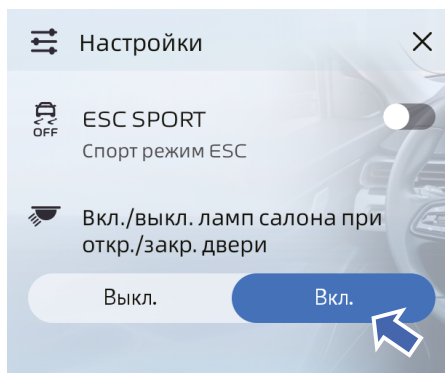 Настройки
OFF
ESC SPORT
Спорт режим ESC
Вкл./выкл. ламп салона при
откр./закр. двери
Выкл.
Вкл.